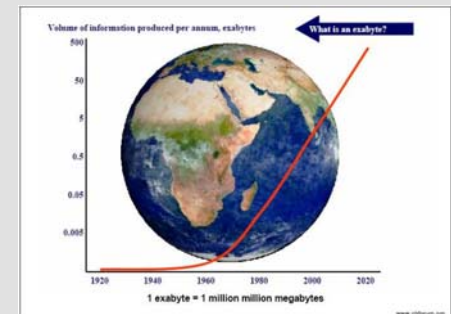 Volume of information produced per annum, exabytes
What is an exabyte?
500
50
5
0.5
0.05
0.005
1920 1940 1960 1980 2000 2020
1 exabyte = 1 million million megabytes